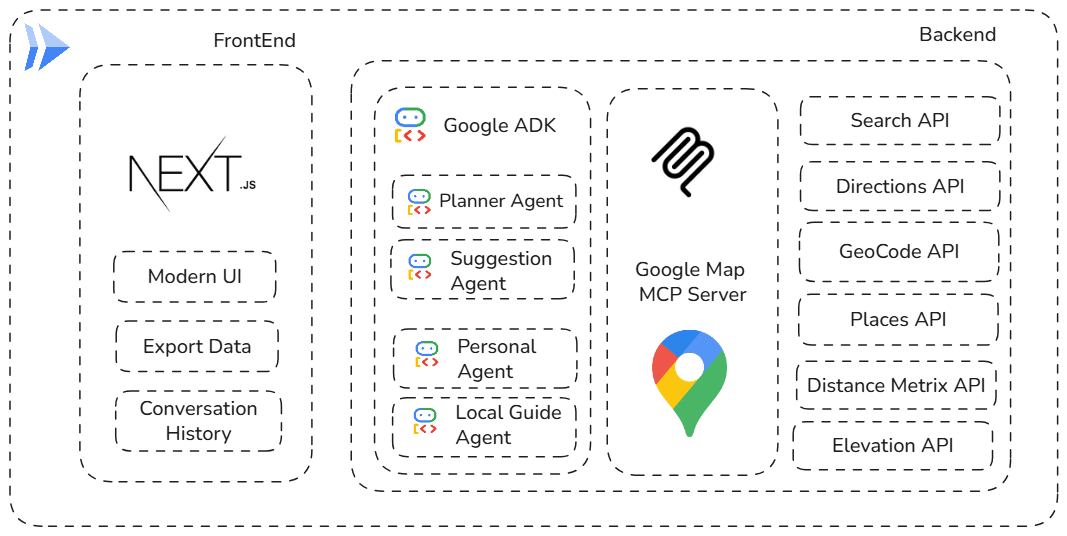 FrontEnd
Backend
NEXT.JS
Modern UI
Export Data
Conversation
History
Google ADK
Planner Agent
Suggestion
Agent
Personal
Agent
Local Guide
Agent
Google Map
MCP Server
Search API
Directions API
GeoCode API
Places API
Distance Metrix API
Elevation API